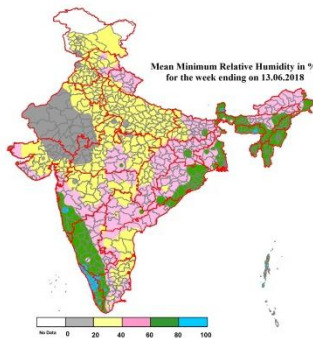 Mean Minimum Relative Humidity in %
for the week ending on 13.06.2018
No Data 0 20 40 60 80 100